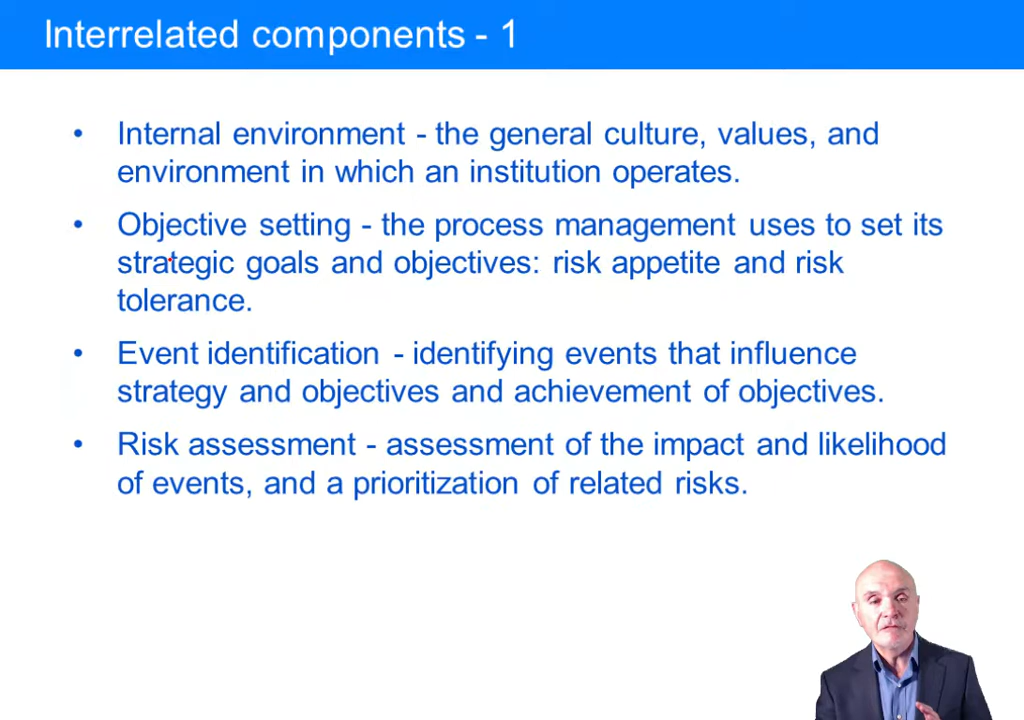 Interrelated components - 1
• Internal environment - the general culture, values, and
environment in which an institution operates.
• Objective setting - the process management uses to set its
strategic goals and objectives: risk appetite and risk
tolerance.
• Event identification - identifying events that influence
strategy and objectives and achievement of objectives.
• Risk assessment - assessment of the impact and likelihood
of events, and a prioritization of related risks.